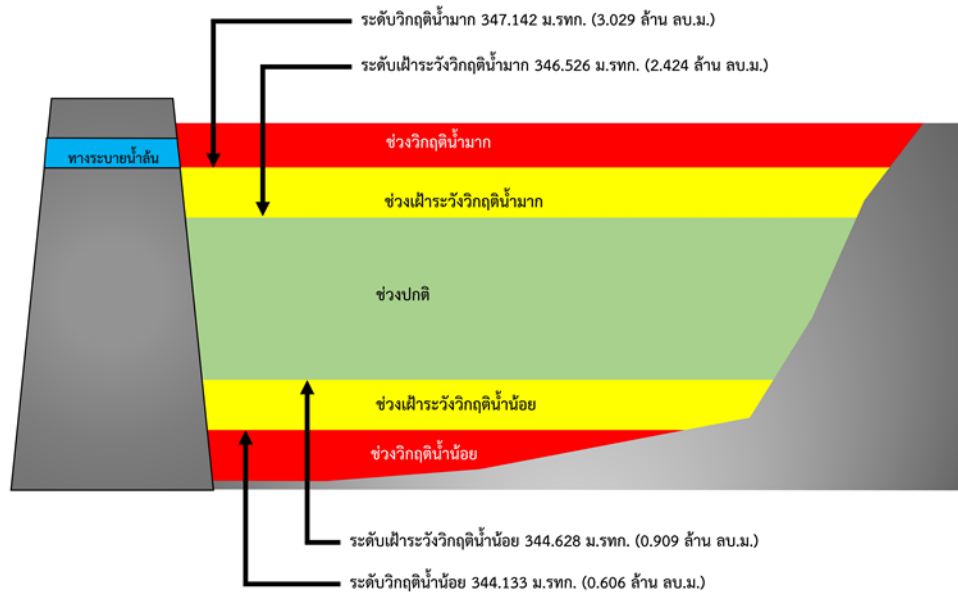 ระดับวิกฤติน้ำมาก 347.142 ม.รทก. (3.029 ล้าน ลบ.ม.)
ระดับเฝ้าระวังวิกฤติน้ำมาก 346.526 ม.รทก. (2.424 ล้าน ลบ.ม.)
ช่วงวิกฤติน้ำมาก
ทางระบายน้ำล้น
ช่วงเฝ้าระวังวิกฤติน้ำมาก
ช่วงปกติ
ช่วงเฝ้าระวังวิกฤติน้ำน้อย
ช่วงวิกฤติน้ำน้อย
ระดับเฝ้าระวังวิกฤติน้ำน้อย 344.628 ม.รทก. (0.909 ล้าน ลบ.ม.)
ระดับวิกฤติน้ำน้อย 344.133 ม.รทก. (0.606 ล้าน ลบ.ม.)